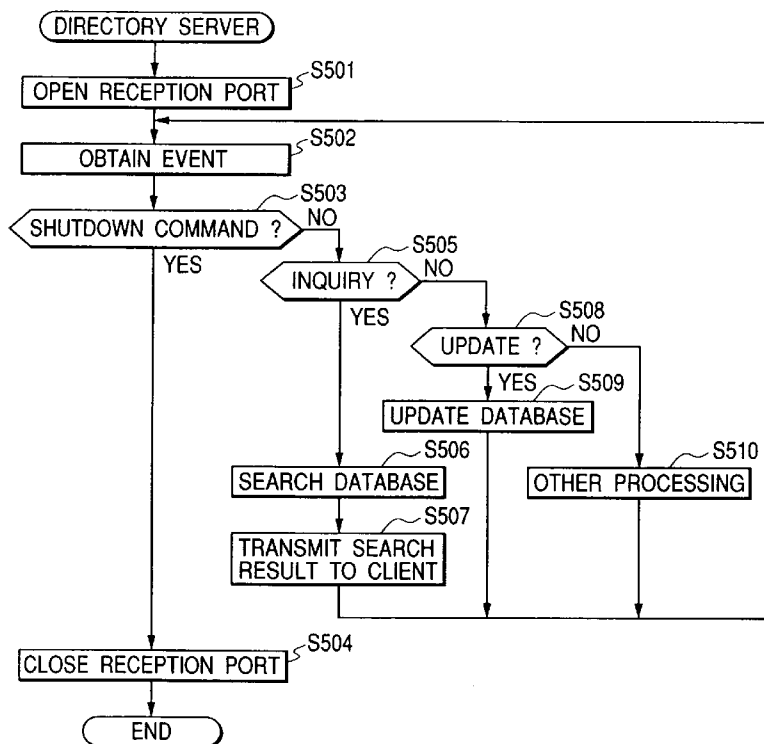 DIRECTORY SERVER
S501
OPEN RECEPTION PORT
S502
OBTAIN EVENT
S503
SHUTDOWN COMMAND ?
NO
YES
S505
INQUIRY ?
NO
YES
S508
UPDATE ?
NO
YES
S509
UPDATE DATABASE
S506
SEARCH DATABASE
S510
OTHER PROCESSING
S507
TRANSMIT SEARCH
RESULT TO CLIENT
S504
CLOSE RECEPTION PORT
END